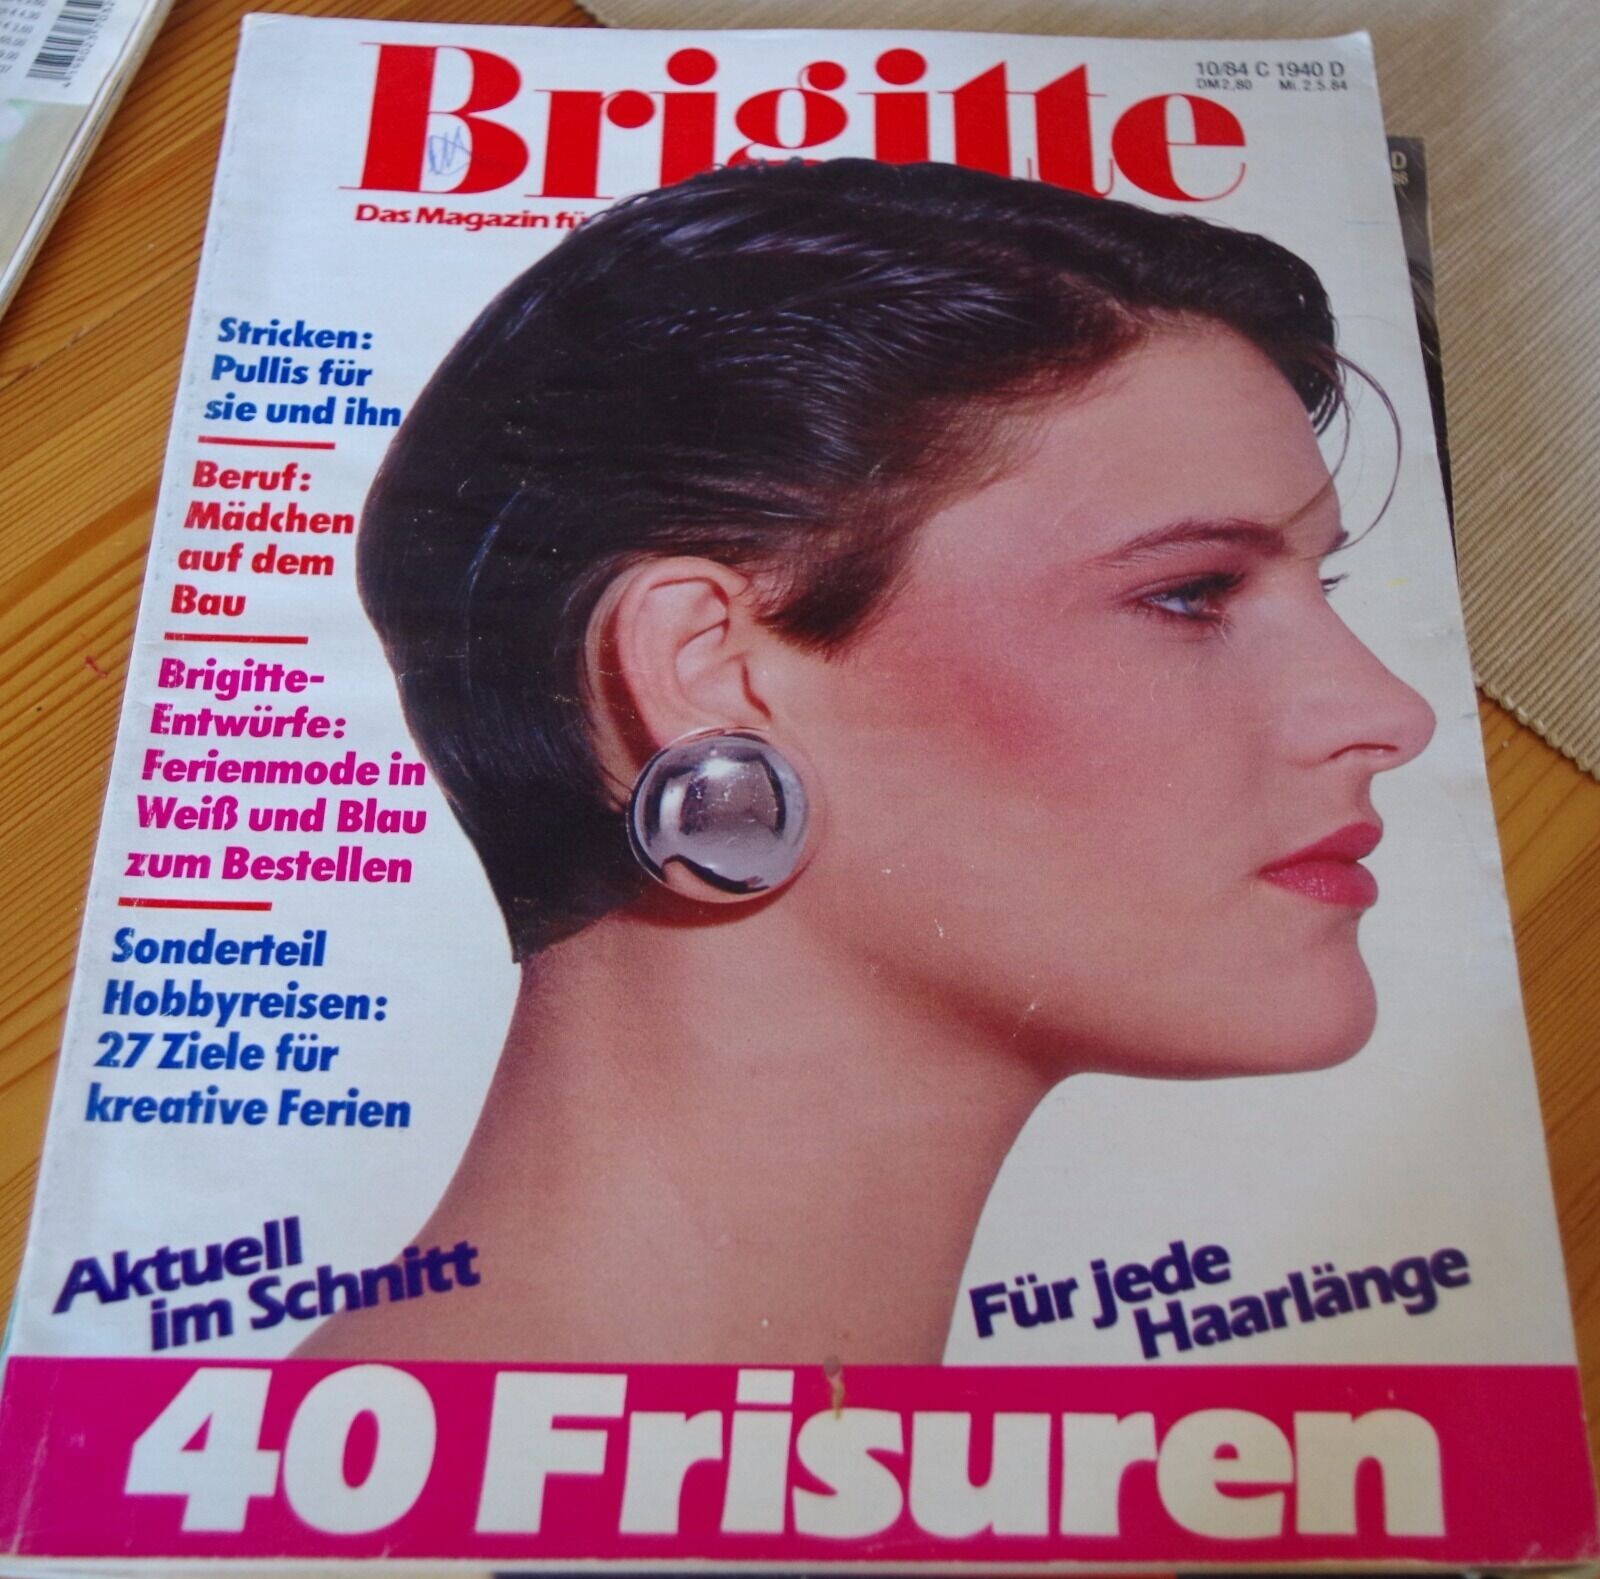 Brigitte
10/84 C 1940 D
DM 2,80 Mi. 2.5.84
Das Magazin
Stricken:
Pullis für
sie und ihn
Beruf:
Mädchen
auf dem
Bau
Brigitte-
Entwürfe:
Ferienmode in
Weiß und Blau
zum Bestellen
Sonderteil
Hobbyreisen:
27 Ziele für
kreative Ferien
Aktuell
im Schnitt
Für jede
Haarlänge
40 Frisuren